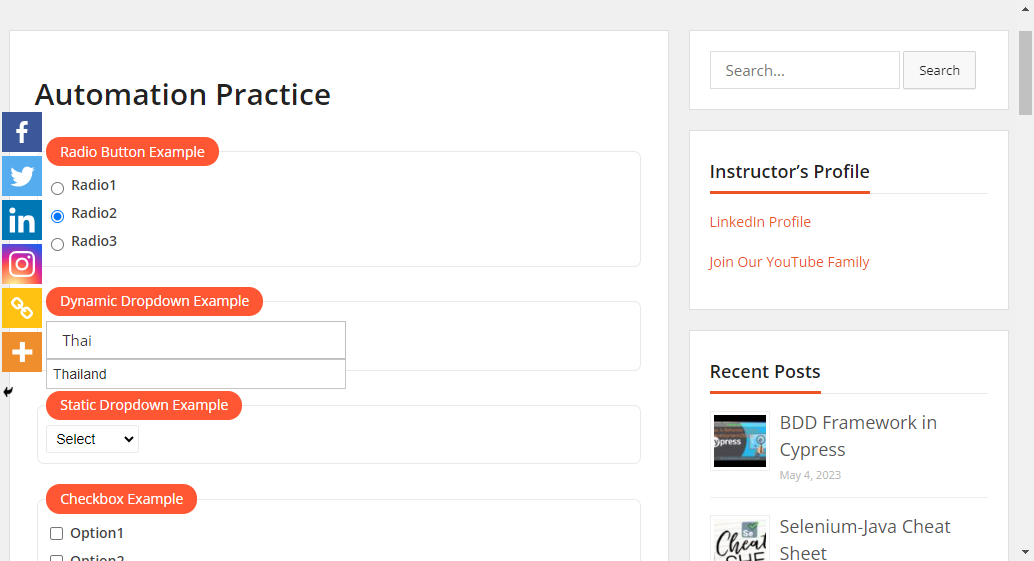 Automation Practice
Radio Button Example
Radio1
Radio2
Radio3
Dynamic Dropdown Example
Thai
Thailand
Static Dropdown Example
Select
Checkbox Example
Option1
Option2
Search...
Search
Instructor’s Profile
LinkedIn Profile
Join Our YouTube Family
Recent Posts
BDD Framework in
Cypress
May 4, 2023
Selenium-Java Cheat
Sheet